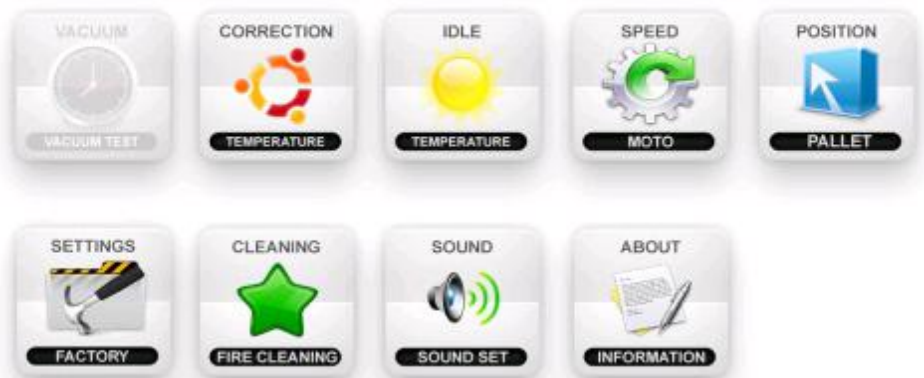 VACUUM
VACUUM TEST
CORRECTION
TEMPERATURE
IDLE
TEMPERATURE
SPEED
MOTO
POSITION
PALLET
SETTINGS
FACTORY
CLEANING
FIRE CLEANING
SOUND
SOUND SET
ABOUT
INFORMATION